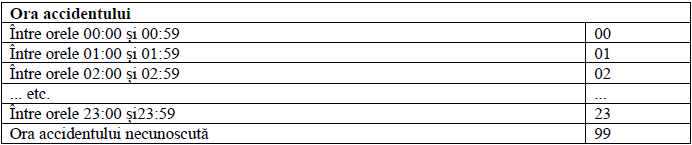 Ora accidentului
Între orele 00:00 și 00:59 00
Între orele 01:00 și 01:59 01
Între orele 02:00 și 02:59 02
... etc. ...
Între orele 23:00 și23:59 23
Ora accidentului necunoscută 99